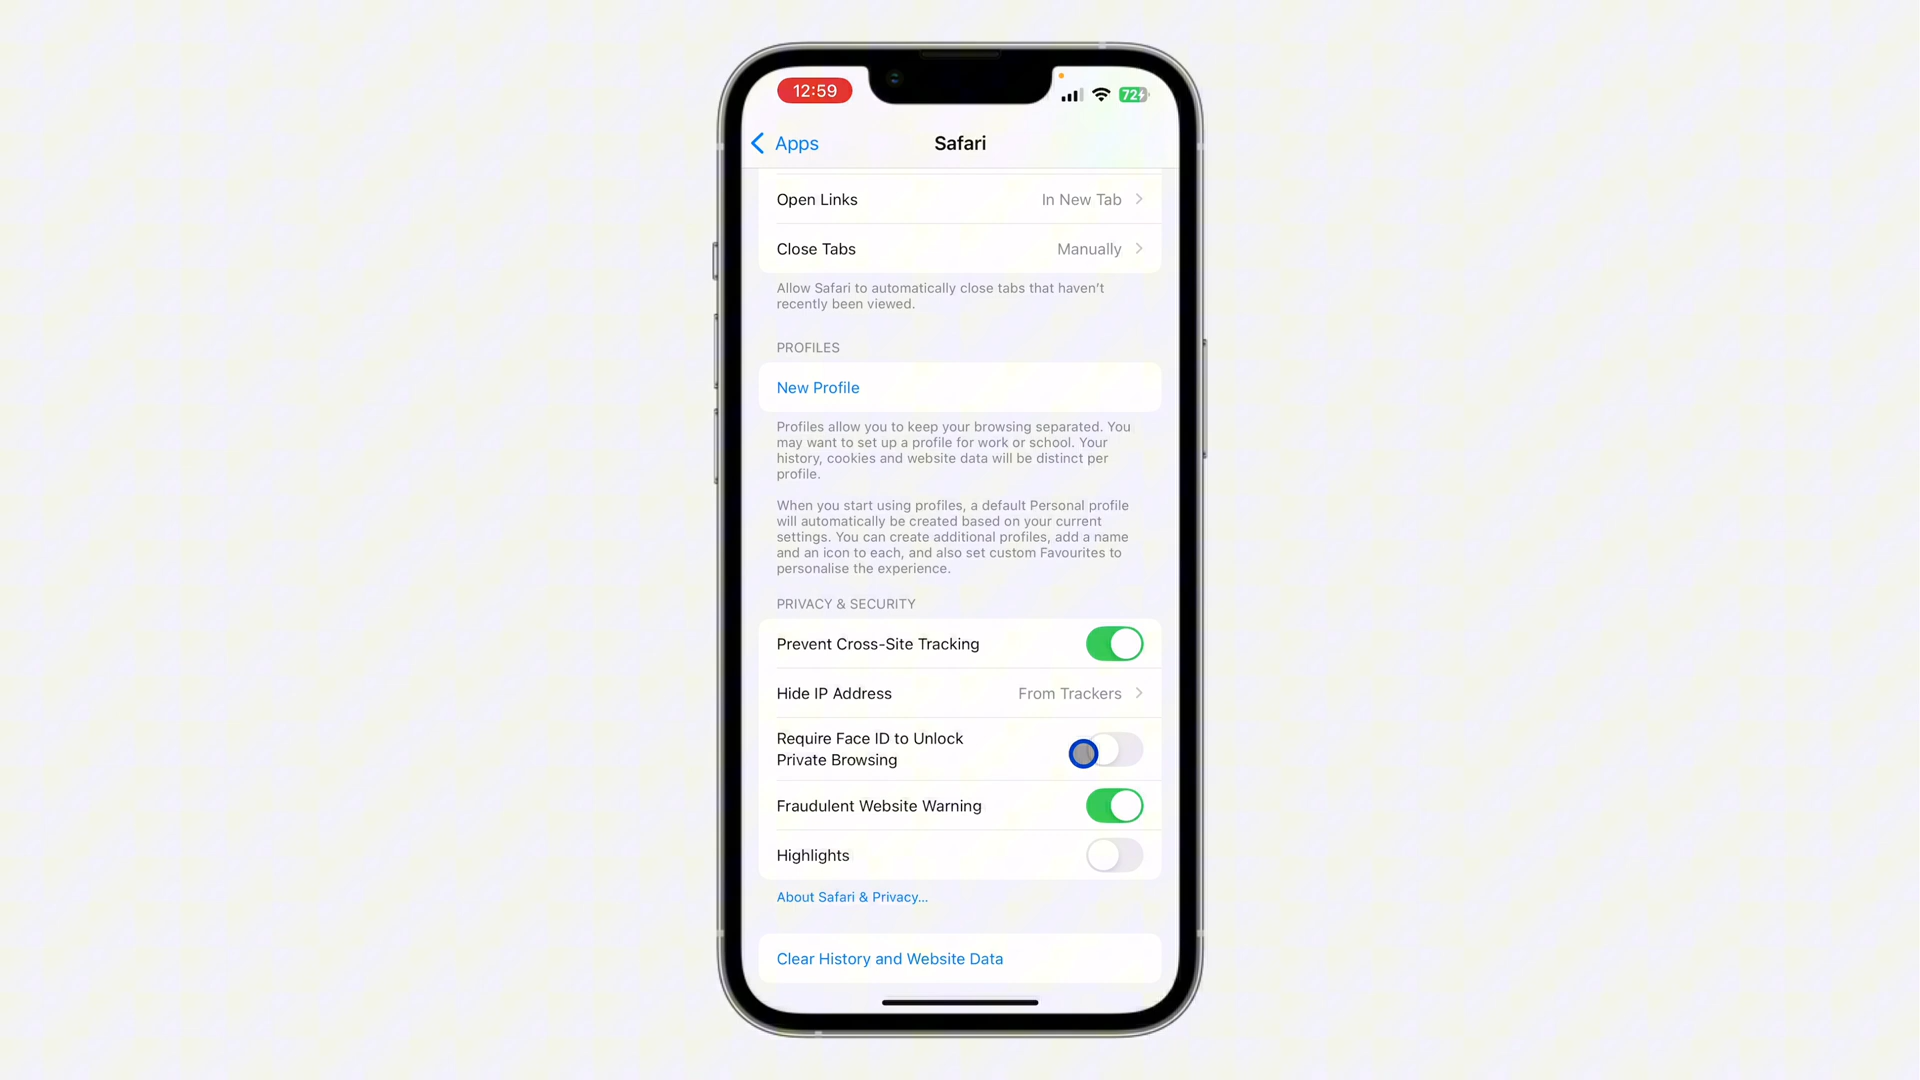 12:59
72
Apps
Safari
Open Links
In New Tab
Close Tabs
Manually
Allow Safari to automatically close tabs that haven’t
recently been viewed.
PROFILES
New Profile
Profiles allow you to keep your browsing separated. You
may want to set up a profile for work or school. Your
history, cookies and website data will be distinct per
profile.
When you start using profiles, a default Personal profile
will automatically be created based on your current
settings. You can create additional profiles, add a name
and an icon to each, and also set custom Favourites to
personalise the experience.
PRIVACY & SECURITY
Prevent Cross-Site Tracking
Hide IP Address
From Trackers
Require Face ID to Unlock
Private Browsing
Fraudulent Website Warning
Highlights
About Safari & Privacy...
Clear History and Website Data